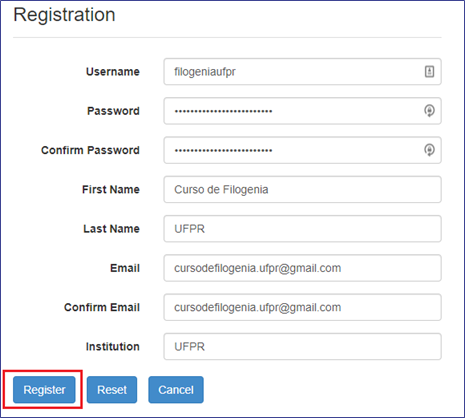 Registration
Username filogeniaufpr
Password ••••••••••••••••••••••••
Confirm Password ••••••••••••••••••••••••
First Name Curso de Filogenia
Last Name UFPR
Email cursodefilogenia.ufpr@gmail.com
Confirm Email cursodefilogenia.ufpr@gmail.com
Institution UFPR
Register Reset Cancel